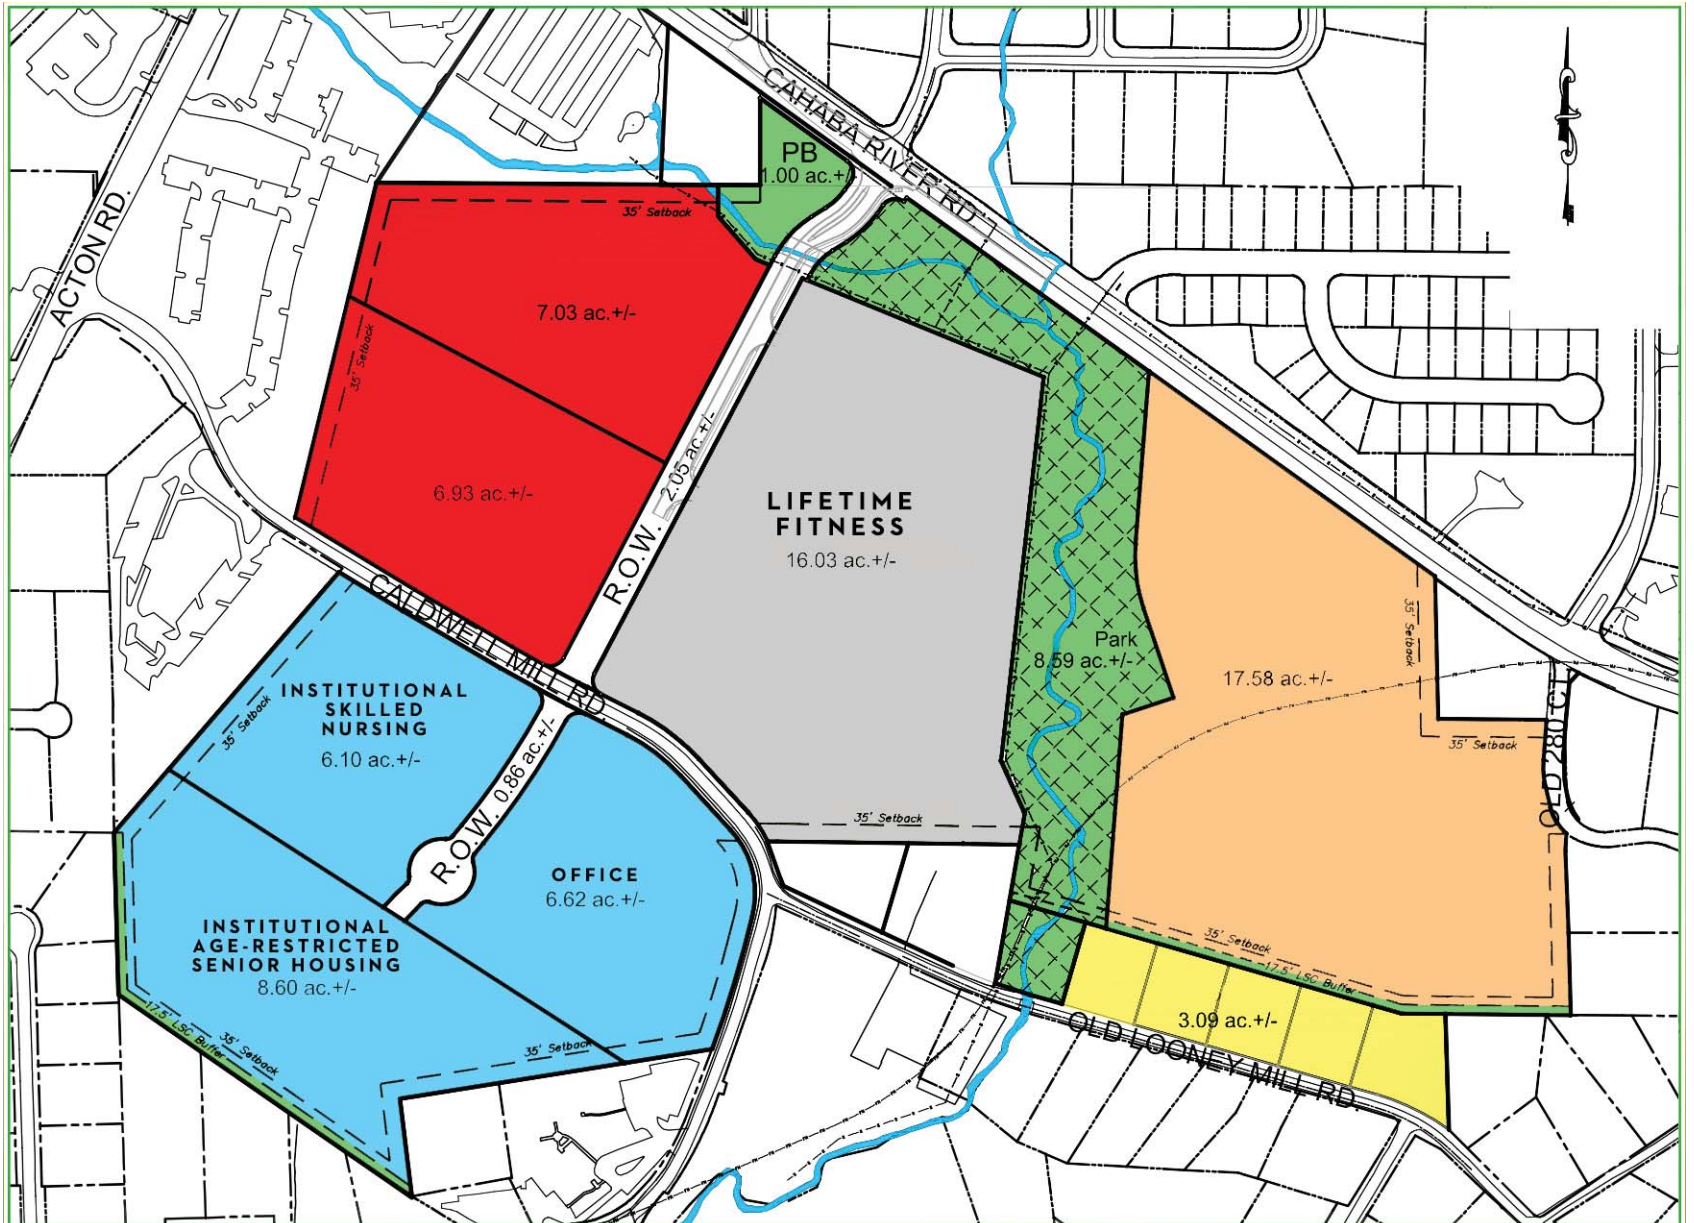 CAHABA RIVER RD.
PB
1.00 ac.+/
ACTON RD.
35' Setback
7.03 ac.+/-
35' Setback
6.93 ac.+/-
2.05 ac.+/-
R.O.W.
LIFETIME
FITNESS
16.03 ac.+/-
35' Setback
Park
8.59 ac.+/-
17.58 ac.+/-
35' Setback
35' Setback
OLD 280 CT.
CALDWELL MILL RD.
INSTITUTIONAL
SKILLED
NURSING
6.10 ac.+/-
35' Setback
R.O.W. 0.86 ac.+/-
OFFICE
6.62 ac.+/-
35' Setback
INSTITUTIONAL
AGE-RESTRICTED
SENIOR HOUSING
8.60 ac.+/-
17.5' LSC Buffer
35' Setback
35' Setback
17.5' LSC Buffer
3.09 ac.+/-
OLD LOONEY MILL RD.